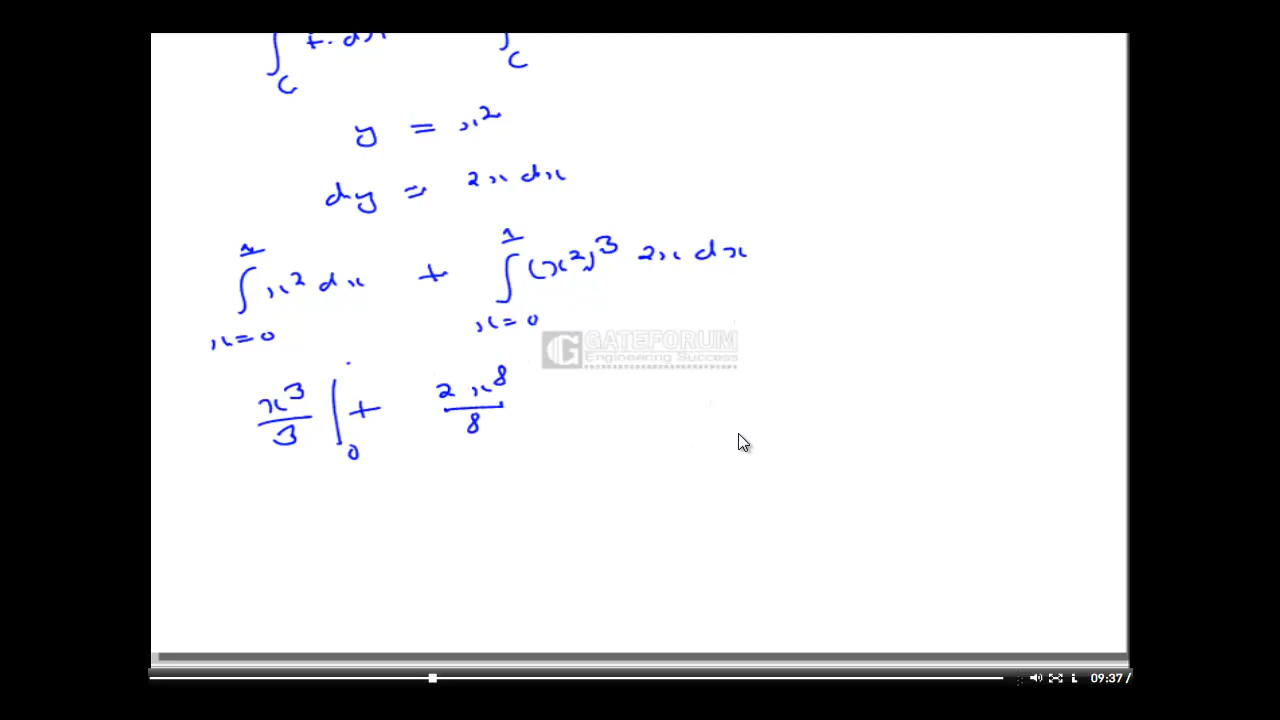 ∫_C F. dr ∫_C
y = x²
dy = 2x dx
∫_{x=0}^{1} x² dx + ∫_{x=0}^{1} (x²)³ 2x dx
GATEFORUM
Engineering Success
x³/3 |_0 + 2x⁸/8
09:37 /